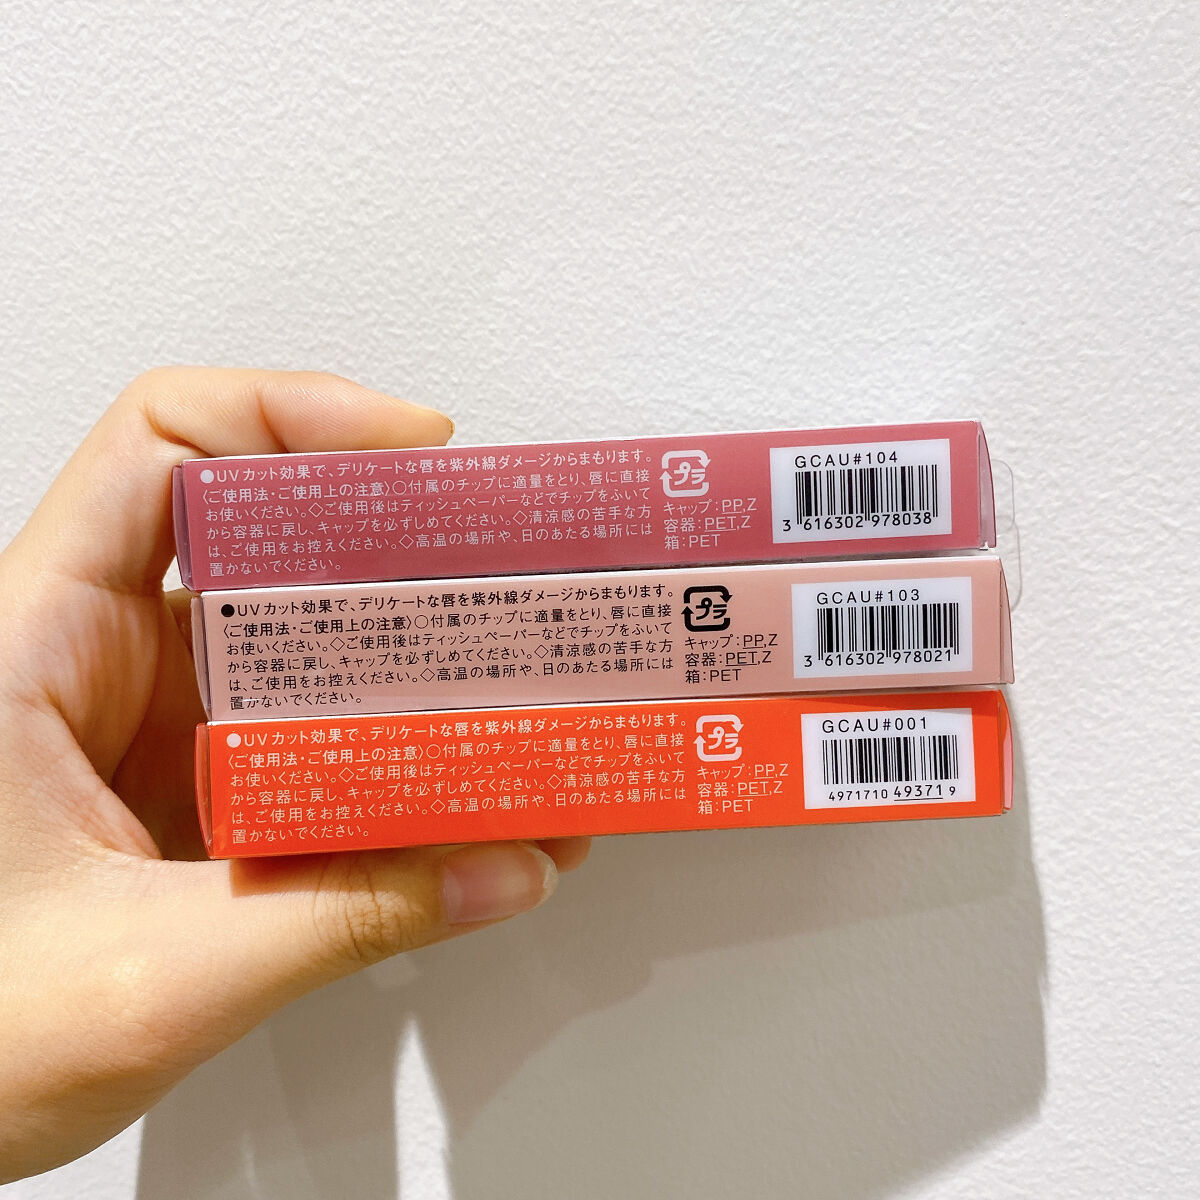 ●UVカット効果で、デリケートな唇を紫外線ダメージからまもります。
〈ご使用法・ご使用上の注意〉○付属のチップに適量をとり、唇に直接
お使いください。◇ご使用後はティッシュペーパーなどでチップをふいて
から容器に戻し、キャップを必ずしめてください。◇清涼感の苦手な方
は、ご使用をお控えください。◇高温の場所や、日のあたる場所には
置かないでください。
プラ
キャップ:PP,Z
容器:PET,Z
箱:PET
GCAU#104
3 616302 978038
●UVカット効果で、デリケートな唇を紫外線ダメージからまもります。
〈ご使用法・ご使用上の注意〉○付属のチップに適量をとり、唇に直接
お使いください。◇ご使用後はティッシュペーパーなどでチップをふいて
から容器に戻し、キャップを必ずしめてください。◇清涼感の苦手な方
は、ご使用をお控えください。◇高温の場所や、日のあたる場所には
置かないでください。
プラ
キャップ:PP,Z
容器:PET,Z
箱:PET
GCAU#103
3 616302 978021
●UVカット効果で、デリケートな唇を紫外線ダメージからまもります。
〈ご使用法・ご使用上の注意〉○付属のチップに適量をとり、唇に直接
お使いください。◇ご使用後はティッシュペーパーなどでチップをふいて
から容器に戻し、キャップを必ずしめてください。◇清涼感の苦手な方
は、ご使用をお控えください。◇高温の場所や、日のあたる場所には
置かないでください。
プラ
キャップ:PP,Z
容器:PET,Z
箱:PET
GCAU#001
4971710 49371 9